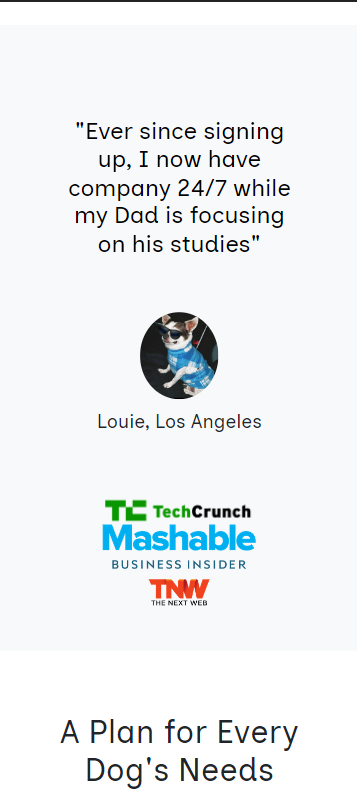 "Ever since signing
up, I now have
company 24/7 while
my Dad is focusing
on his studies"
Louie, Los Angeles
TC TechCrunch
Mashable
BUSINESS INSIDER
TNW
THE NEXT WEB
A Plan for Every
Dog's Needs